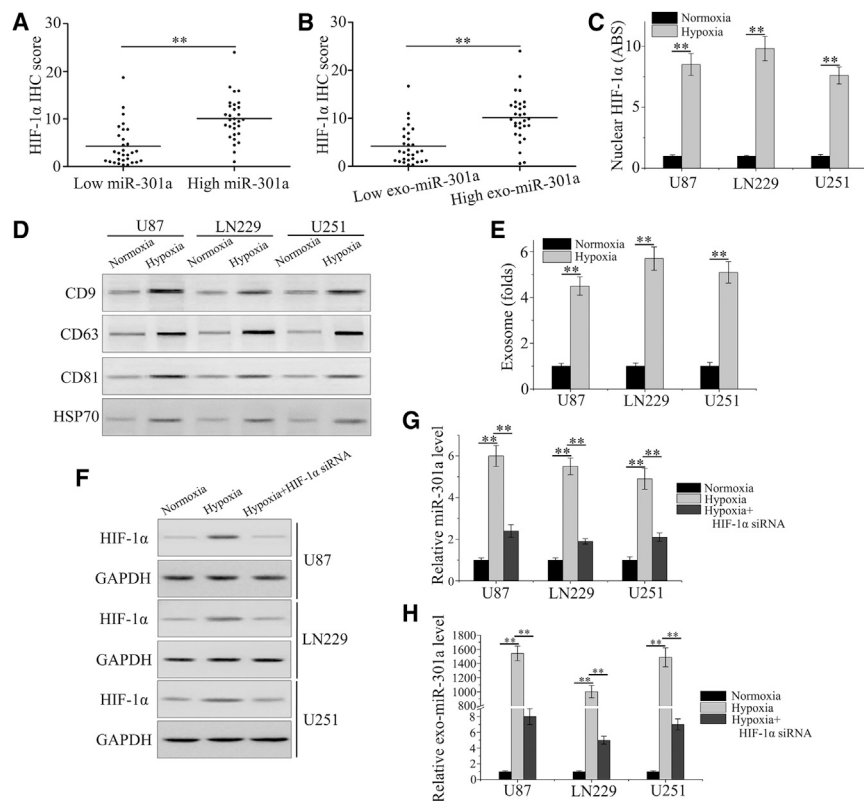 A
HIF-1α IHC score
30
20
10
0
**
Low miR-301a
High miR-301a
B
HIF-1α IHC score
30
20
10
0
**
Low exo-miR-301a
High exo-miR-301a
C
Nuclear HIF-1α (ABS)
10
5
0
Normoxia
Hypoxia
**
**
**
U87
LN229
U251
D
U87
LN229
U251
Normoxia
Hypoxia
Normoxia
Hypoxia
Normoxia
Hypoxia
CD9
CD63
CD81
HSP70
E
Exosome (folds)
6
4
2
0
Normoxia
Hypoxia
**
**
**
U87
LN229
U251
F
Normoxia
Hypoxia
Hypoxia+HIF-1α siRNA
HIF-1α
GAPDH
U87
HIF-1α
GAPDH
LN229
HIF-1α
GAPDH
U251
G
Relative miR-301a level
6
4
2
0
**
**
**
**
**
**
Normoxia
Hypoxia
Hypoxia+
HIF-1α siRNA
U87
LN229
U251
H
Relative exo-miR-301a level
1600
1400
1200
1000
800
8
6
4
2
0
**
**
**
**
**
**
Normoxia
Hypoxia
Hypoxia+
HIF-1α siRNA
U87
LN229
U251